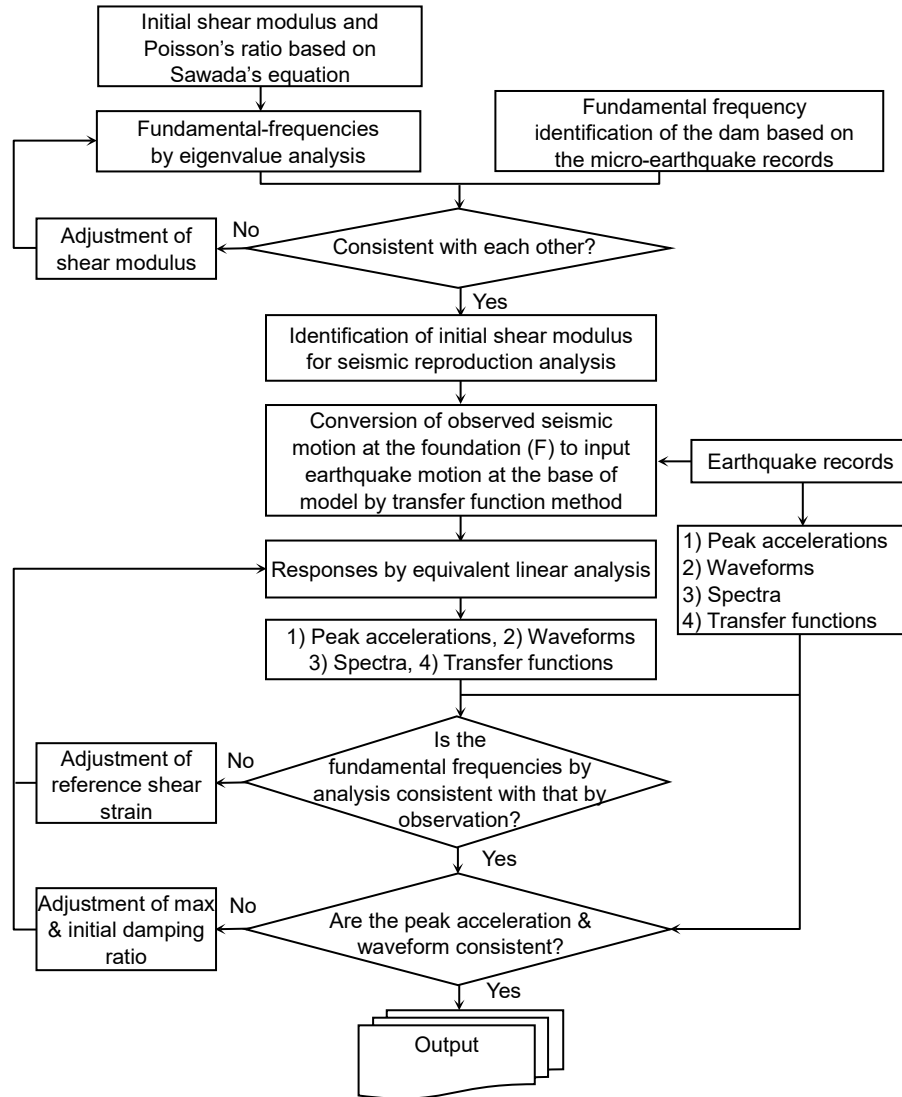 Initial shear modulus and
Poisson’s ratio based on
Sawada’s equation
Fundamental-frequencies
by eigenvalue analysis
Fundamental frequency
identification of the dam based on
the micro-earthquake records
Adjustment of
shear modulus
No
Consistent with each other?
Yes
Identification of initial shear modulus
for seismic reproduction analysis
Conversion of observed seismic
motion at the foundation (F) to input
earthquake motion at the base of
model by transfer function method
Earthquake records
1) Peak accelerations
2) Waveforms
3) Spectra
4) Transfer functions
Responses by equivalent linear analysis
1) Peak accelerations, 2) Waveforms
3) Spectra, 4) Transfer functions
Adjustment of
reference shear
strain
No
Is the
fundamental frequencies by
analysis consistent with that by
observation?
Yes
Adjustment of max
& initial damping
ratio
No
Are the peak acceleration &
waveform consistent?
Yes
Output